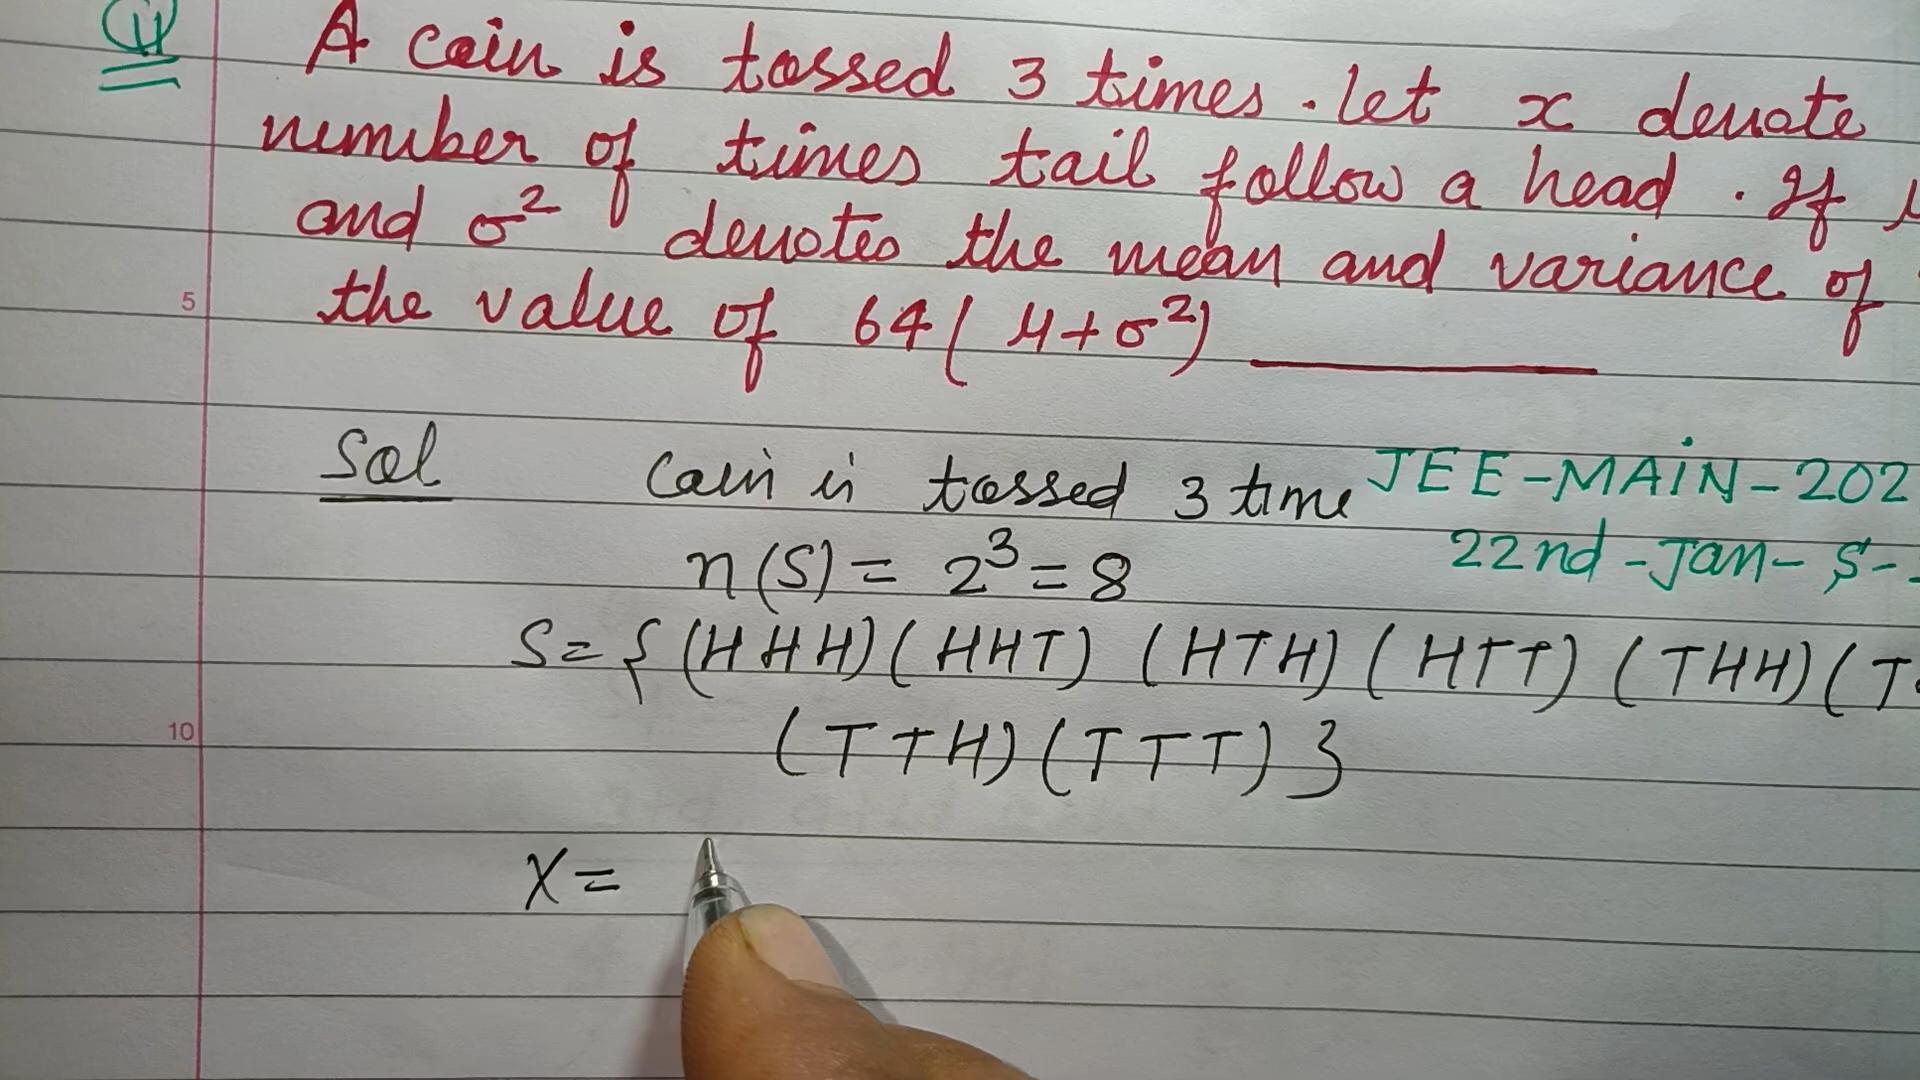 A coin is tossed 3 times. let x denote
number of times tail follow a head. If
and σ² denotes the mean and variance of
5 the value of 64(μ+σ²) ______
Sol Coin is tossed 3 time JEE-MAIN-202
n(S) = 2³ = 8 22nd-Jan-S-
S = { (HHH) (HHT) (HTH) (HTT) (THH) (T
10 (TTH) (TTT) }
X =